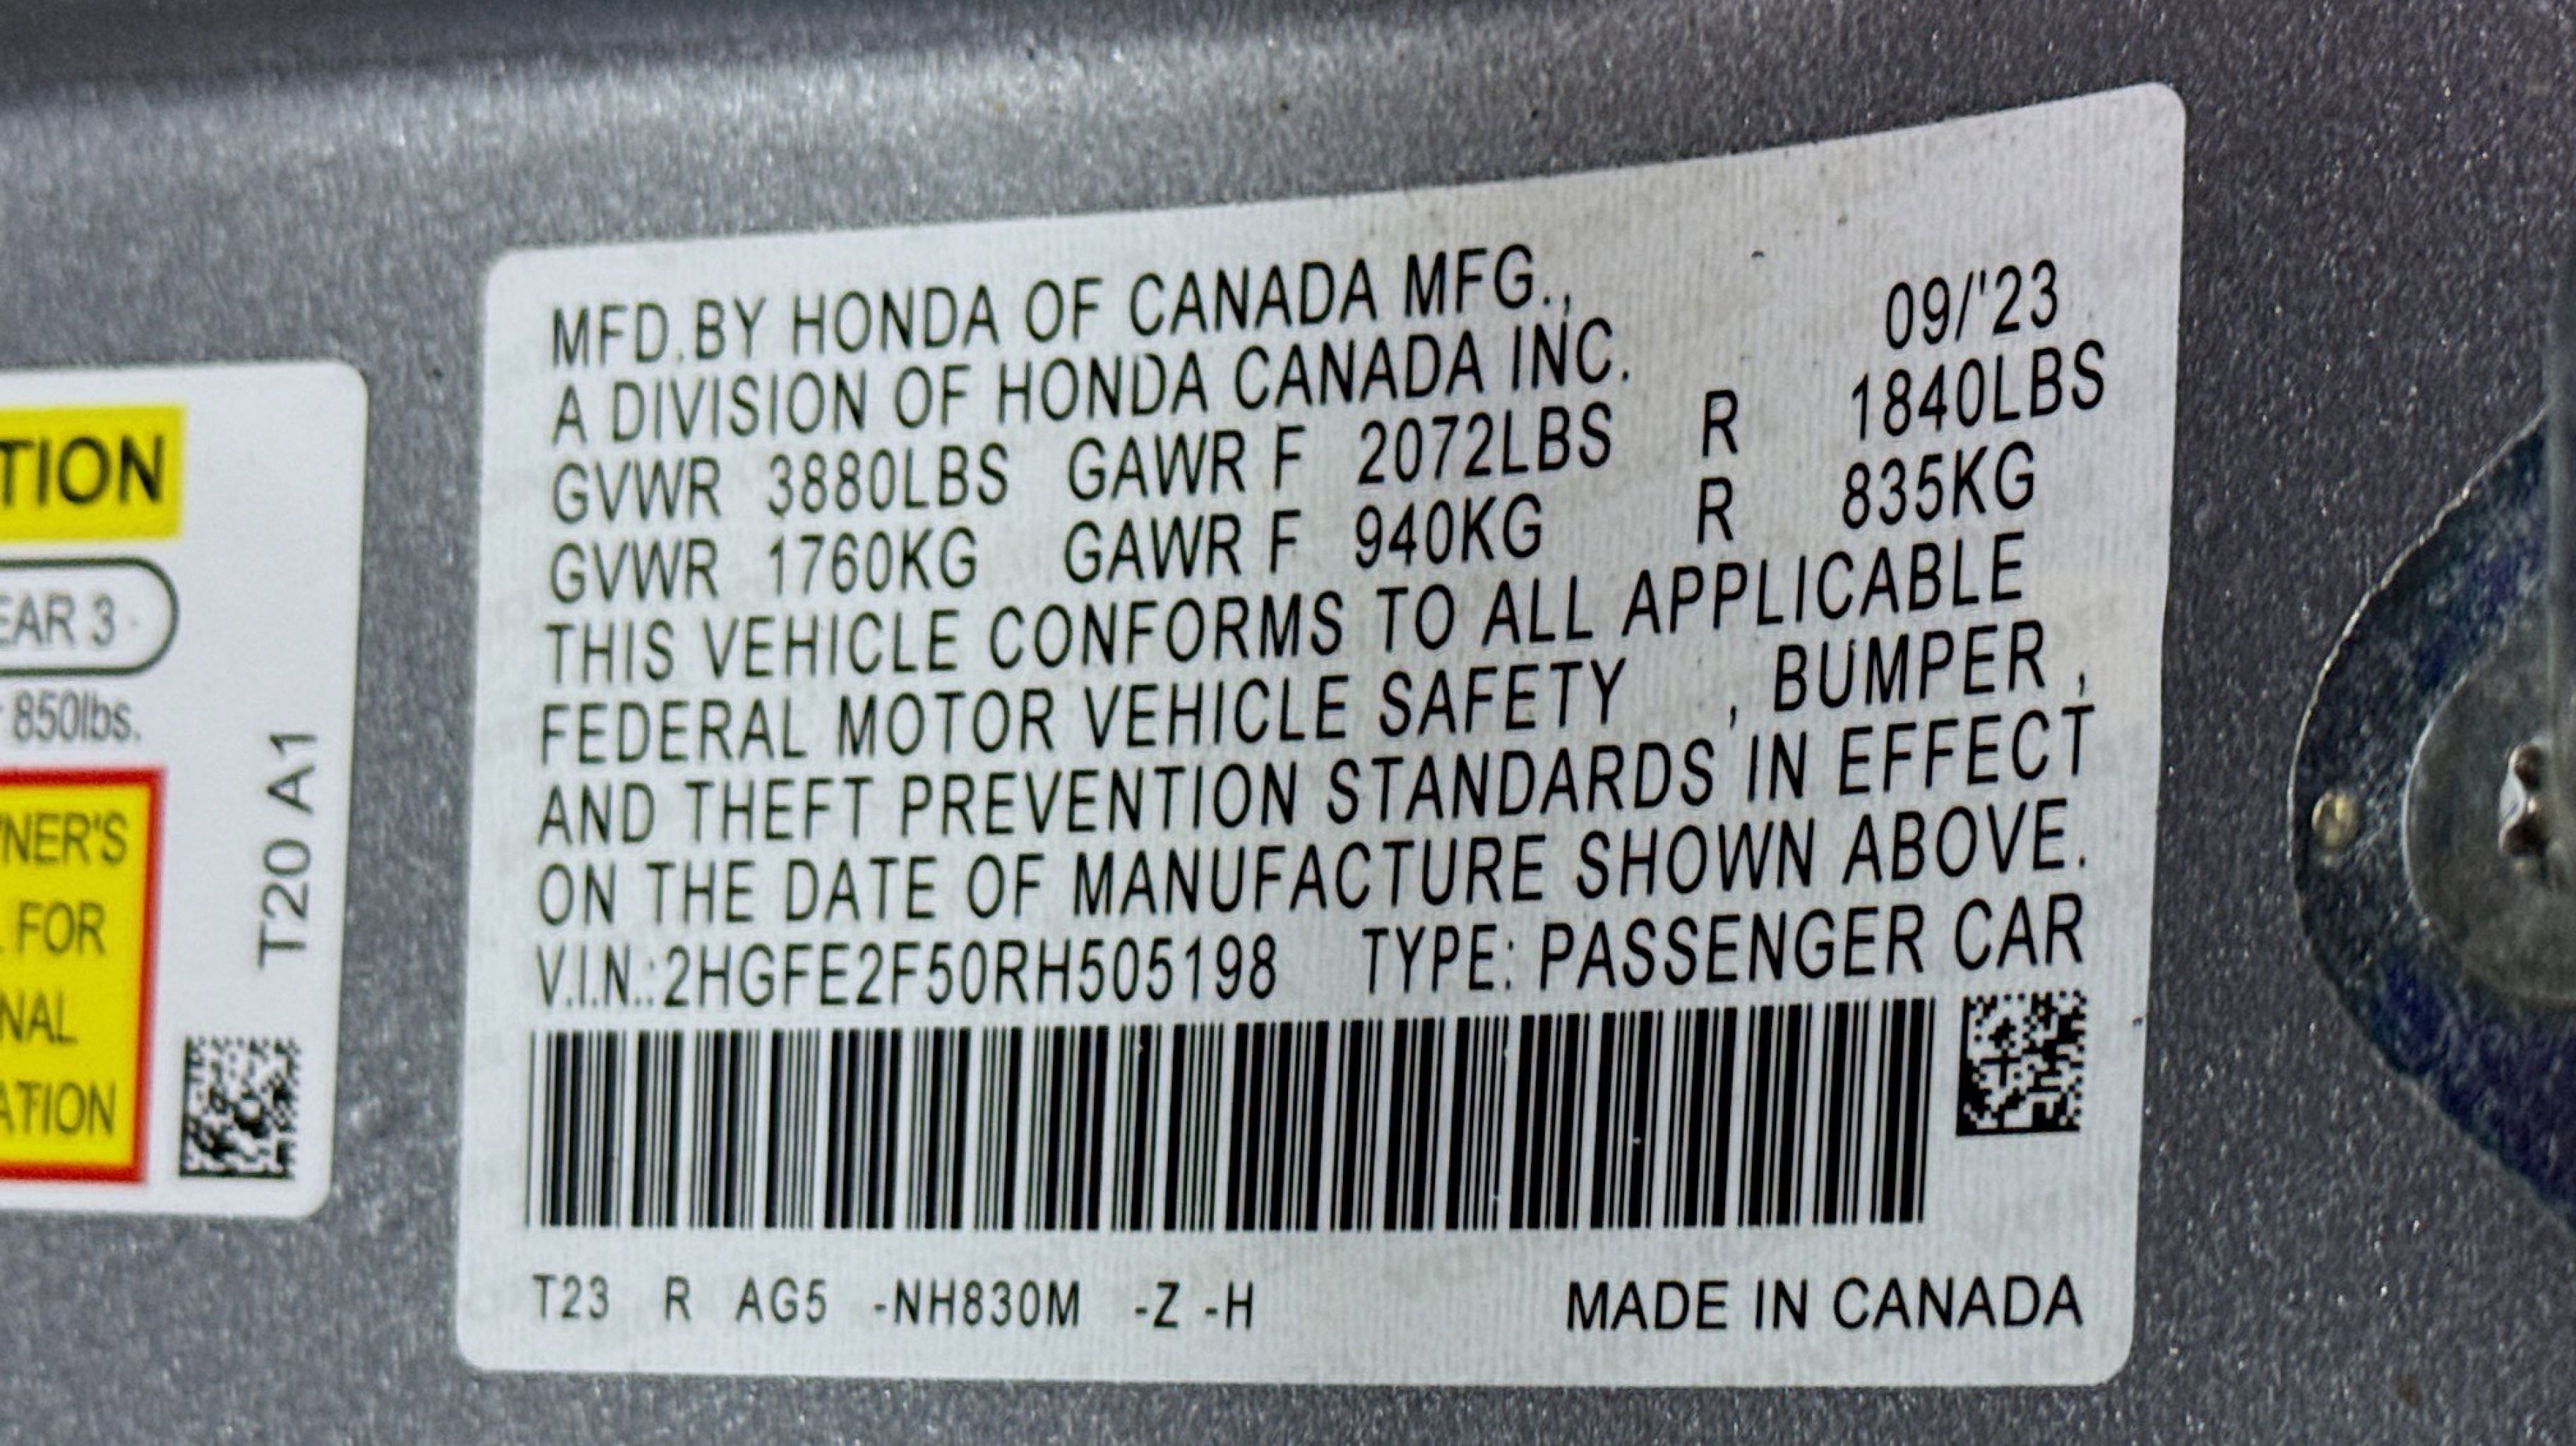 MFD.BY HONDA OF CANADA MFG., 09/'23
A DIVISION OF HONDA CANADA INC.
GVWR 3880LBS GAWR F 2072LBS R 1840LBS
GVWR 1760KG GAWR F 940KG R 835KG
THIS VEHICLE CONFORMS TO ALL APPLICABLE
FEDERAL MOTOR VEHICLE SAFETY , BUMPER ,
AND THEFT PREVENTION STANDARDS IN EFFECT
ON THE DATE OF MANUFACTURE SHOWN ABOVE.
V.I.N.:2HGFE2F50RH505198 TYPE: PASSENGER CAR
T23 R AG5 -NH830M -Z -H MADE IN CANADA
TION
EAR 3
850lbs.
NER'S
FOR
NAL
ATION
T20 A1